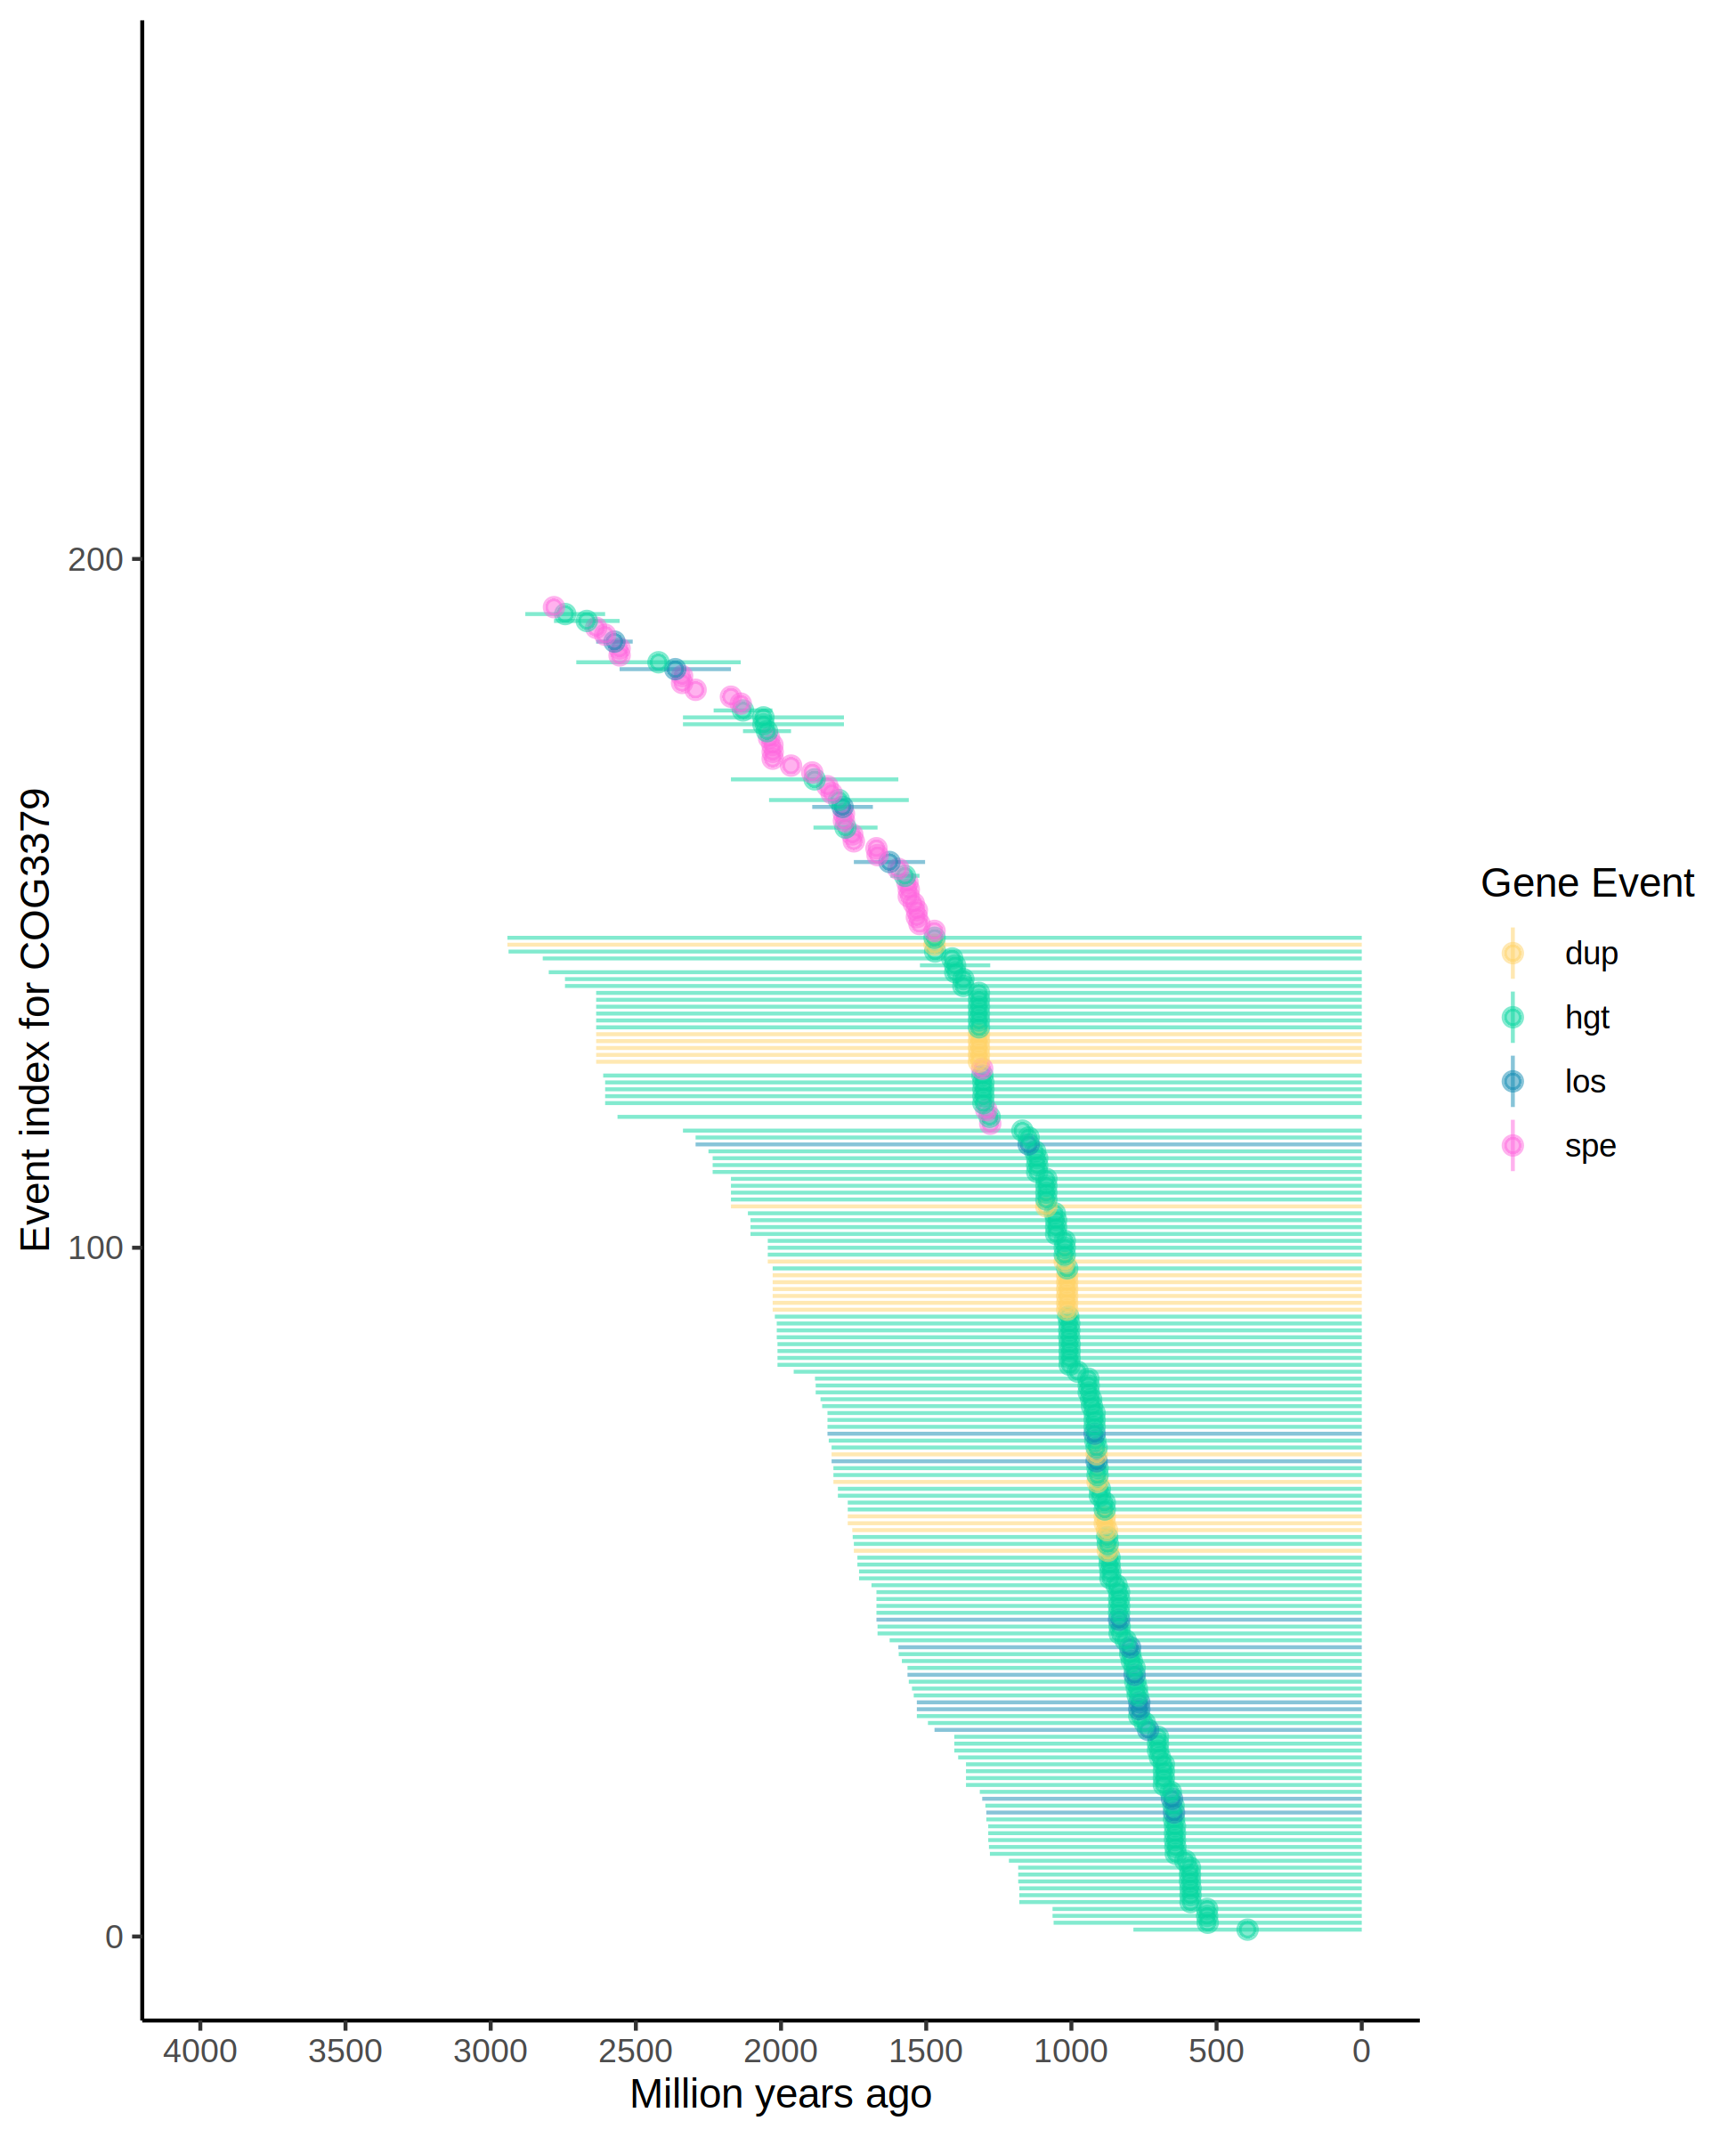 Event index for COG3379
200
100
0
4000 3500 3000 2500 2000 1500 1000 500 0
Million years ago
Gene Event
dup
hgt
los
spe